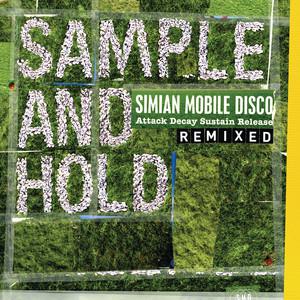 SAMPLE
AND
HOLD
SIMIAN MOBILE DISCO
Attack Decay Sustain Release
REMIXED